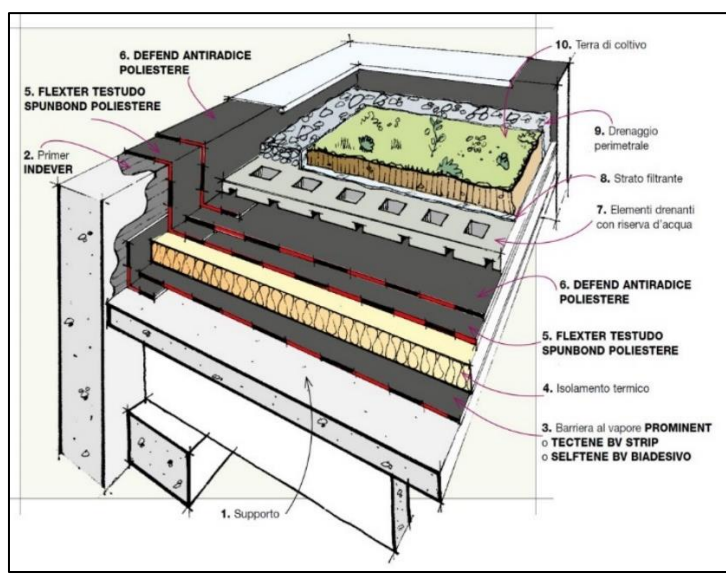 6. DEFEND ANTIRADICE
POLIESTERE
5. FLEXTER TESTUDO
SPUNBOND POLIESTERE
2. Primer
INDEVER
10. Terra di coltivo
9. Drenaggio
perimetrale
8. Strato filtrante
7. Elementi drenanti
con riserva d'acqua
6. DEFEND ANTIRADICE
POLIESTERE
5. FLEXTER TESTUDO
SPUNBOND POLIESTERE
4. Isolamento termico
3. Barriera al vapore PROMINENT
o TECTENE BV STRIP
o SELFTENE BV BIADESIVO
1. Supporto